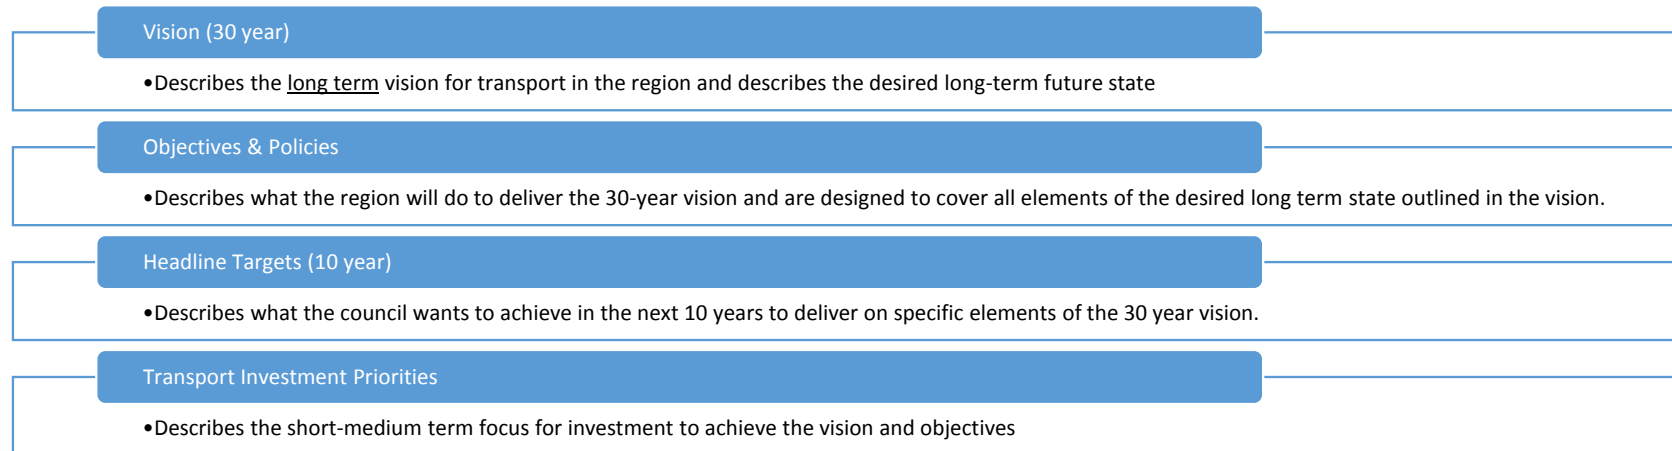 Vision (30 year)
•Describes the long term vision for transport in the region and describes the desired long-term future state
Objectives & Policies
•Describes what the region will do to deliver the 30-year vision and are designed to cover all elements of the desired long term state outlined in the vision.
Headline Targets (10 year)
•Describes what the council wants to achieve in the next 10 years to deliver on specific elements of the 30 year vision.
Transport Investment Priorities
•Describes the short-medium term focus for investment to achieve the vision and objectives